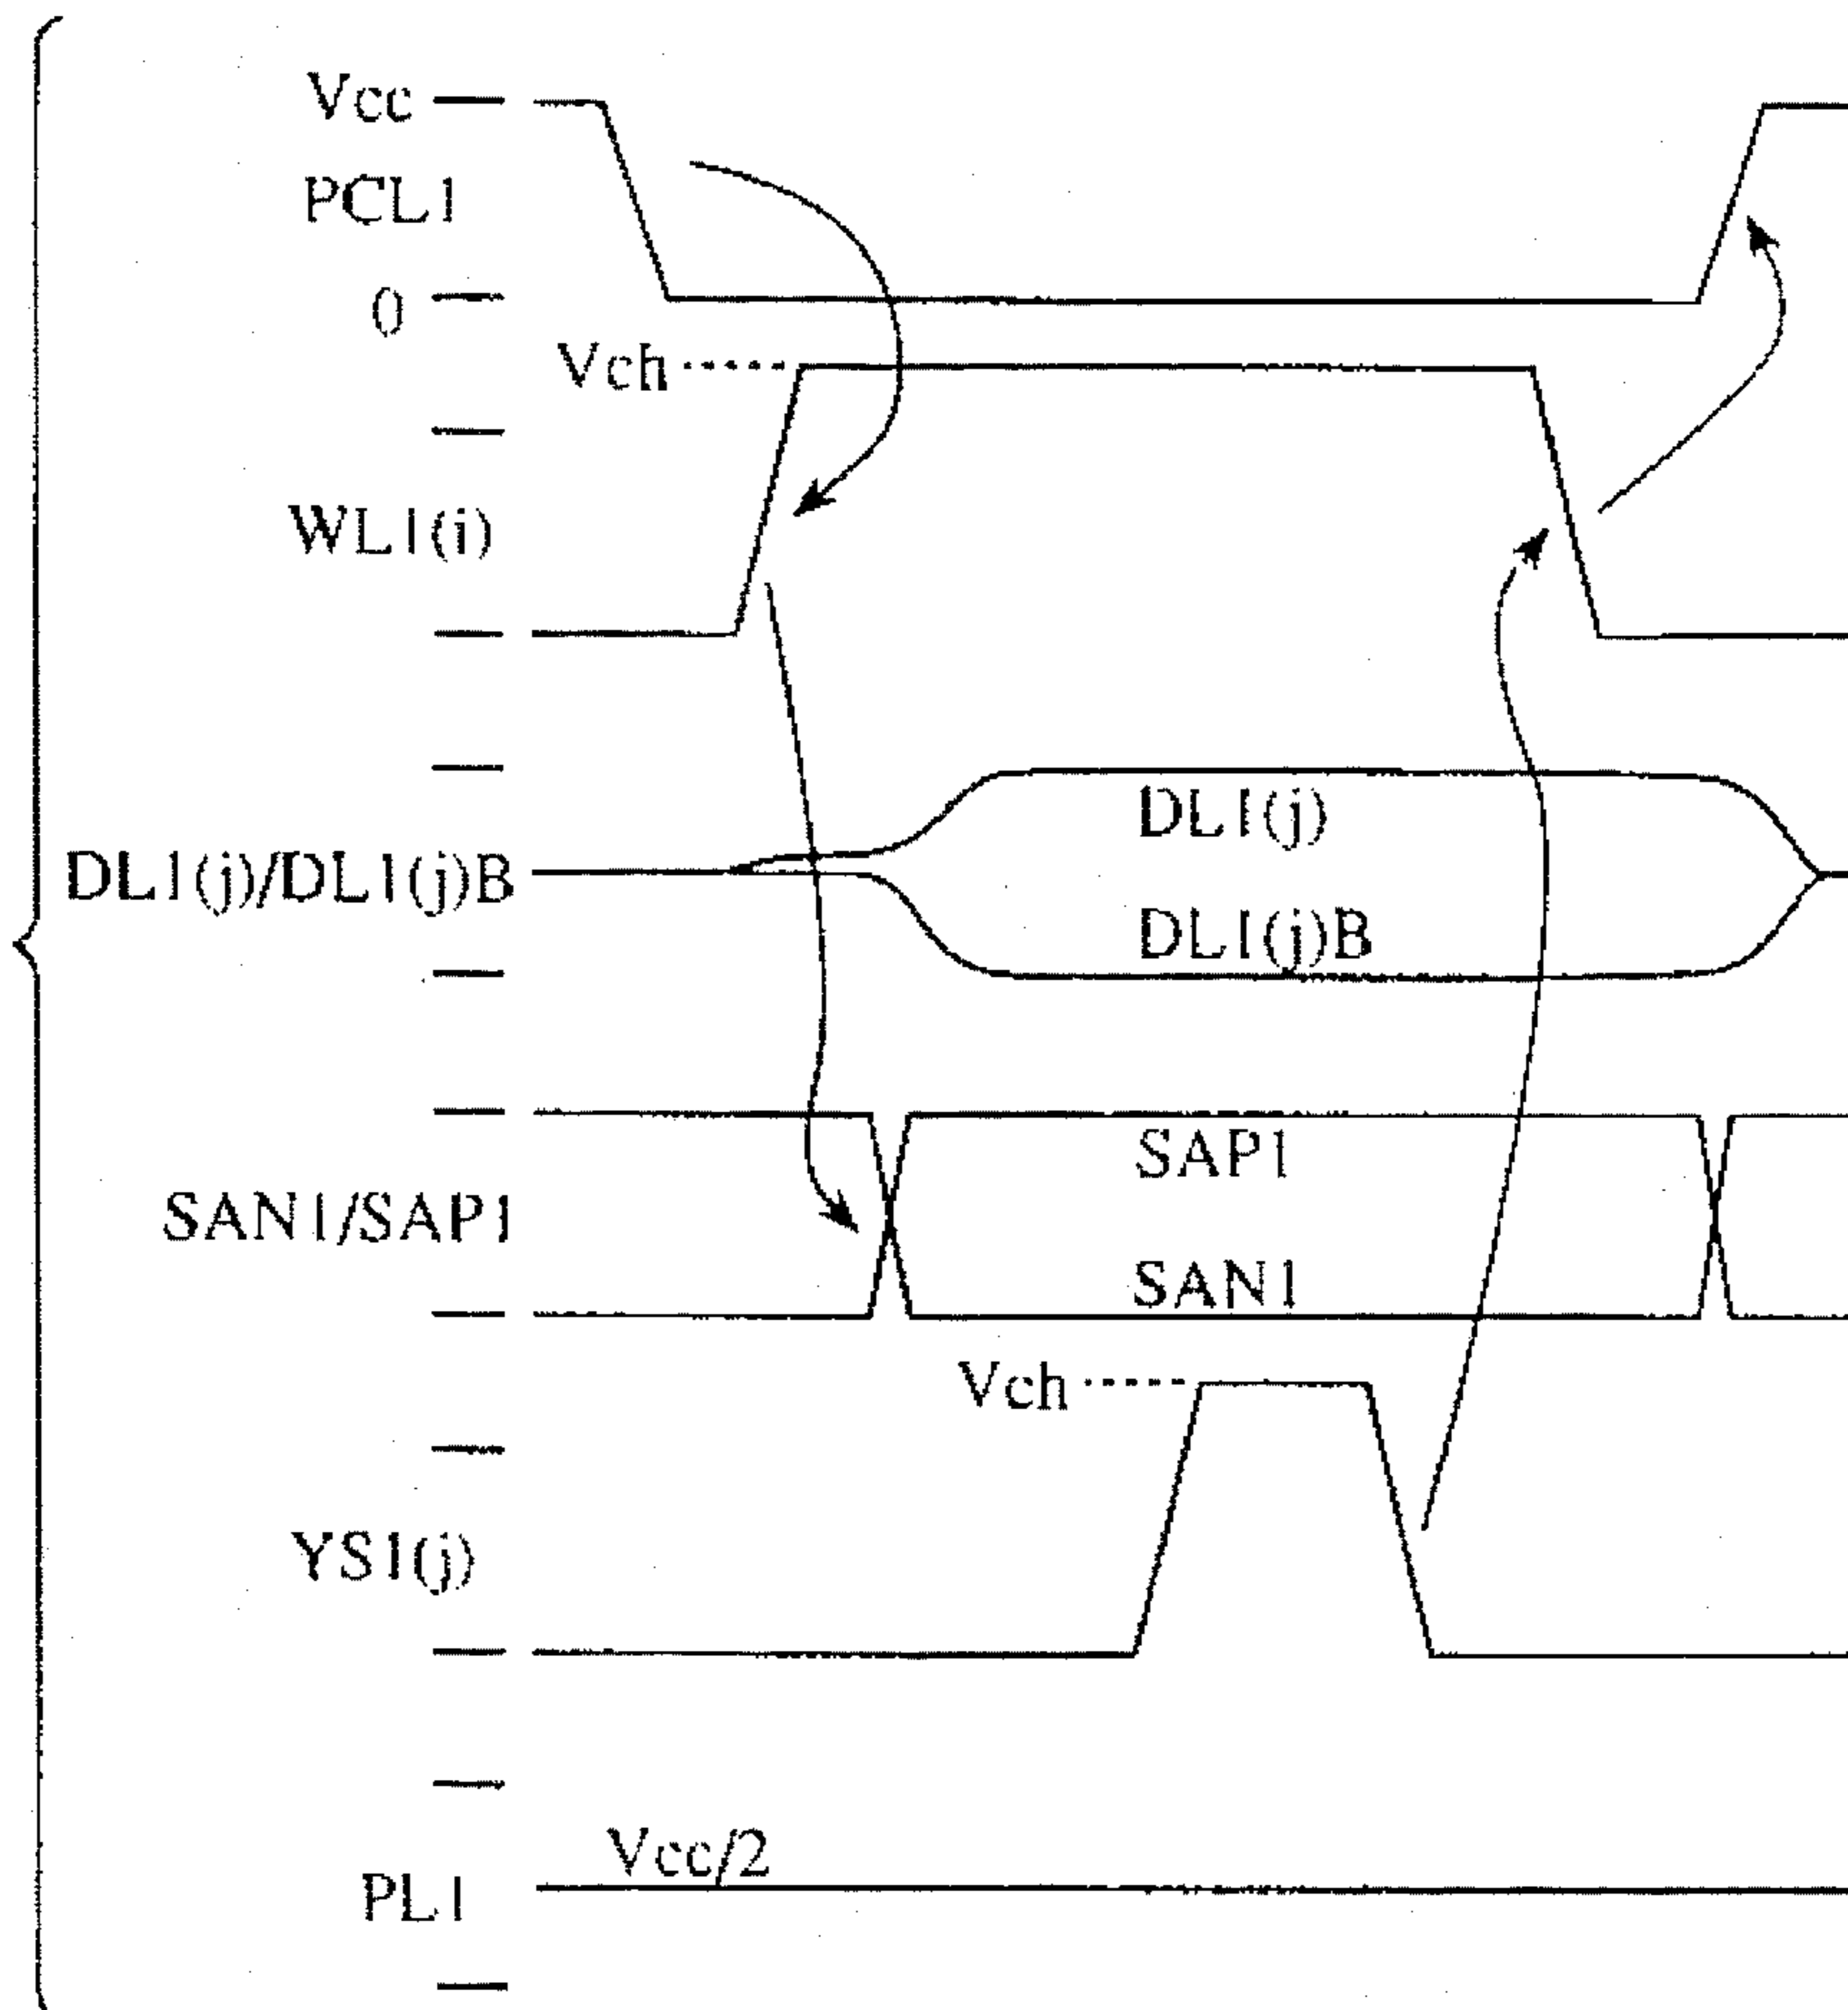 Vcc
PCL1
0
Vch
WL1(i)
DL1(j)
DL1(j)/DL1(j)B
DL1(j)B
SAP1
SAN1/SAP1
SAN1
Vch
YS1(j)
Vcc/2
PL1